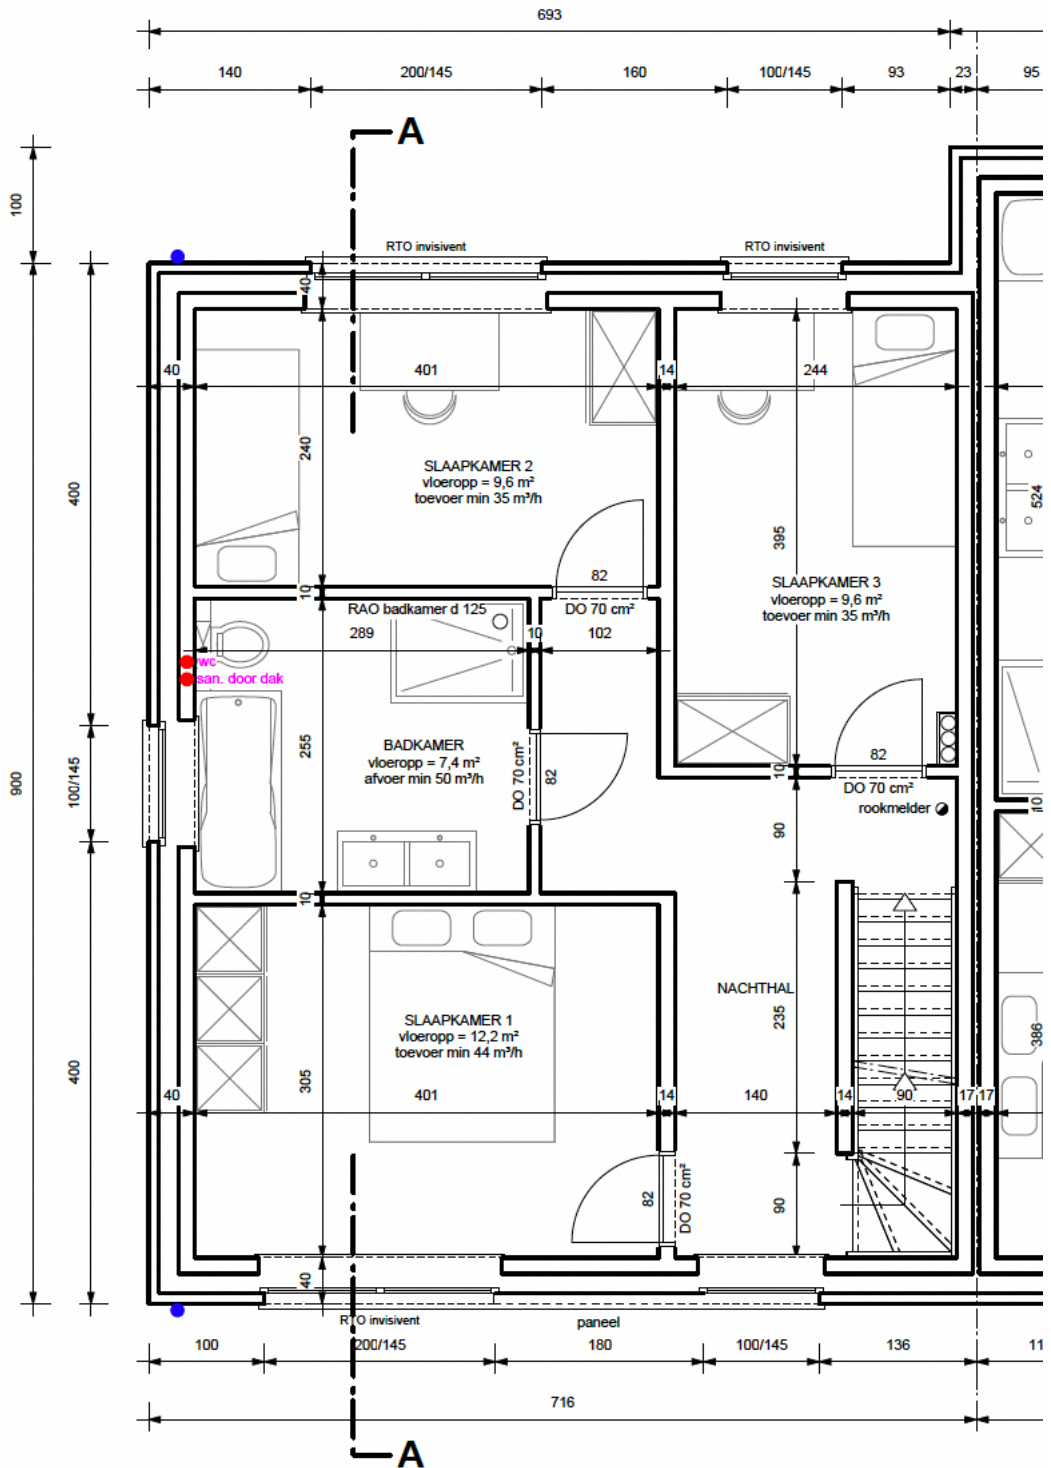 693
140
200/145
160
100/145
93
23
95
A
100
RTO invisivent
RTO invisivent
40
40
401
14
244
240
400
SLAAPKAMER 2
vloeropp = 9,6 m²
toevoer min 35 m³/h
524
395
82
SLAAPKAMER 3
vloeropp = 9,6 m²
toevoer min 35 m³/h
10
RAO badkamer d 125
DO 70 cm²
289
10
102
wc
san. door dak
255
BADKAMER
vloeropp = 7,4 m²
afvoer min 50 m³/h
DO 70 cm²
82
82
10
DO 70 cm²
rookmelder
10
900
100/145
90
10
NACHTHAL
235
SLAAPKAMER 1
vloeropp = 12,2 m²
toevoer min 44 m³/h
386
400
305
40
401
14
140
14
90
17
17
82
DO 70 cm²
90
40
RTO invisivent
paneel
100
200/145
180
100/145
136
11
716
A